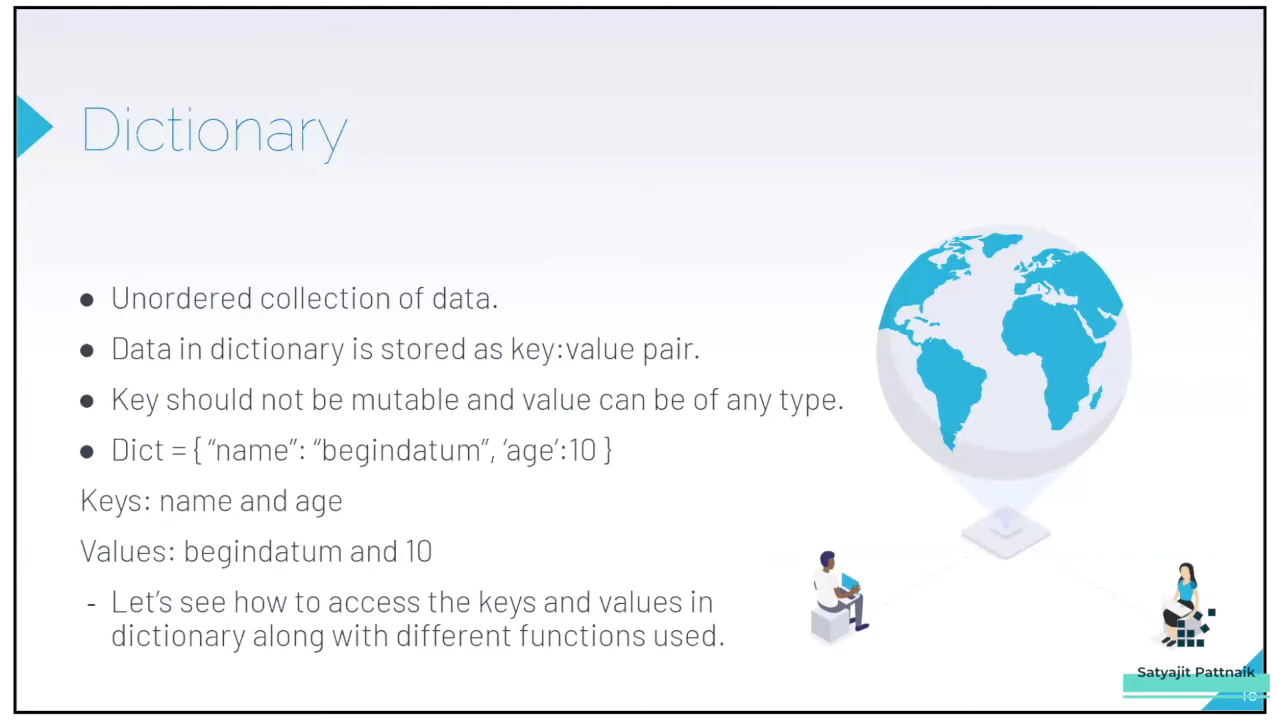 Dictionary
● Unordered collection of data.
● Data in dictionary is stored as key:value pair.
● Key should not be mutable and value can be of any type.
● Dict = { “name”: “begindatum”, ‘age’:10 }
Keys: name and age
Values: begindatum and 10
- Let’s see how to access the keys and values in
dictionary along with different functions used.
Satyajit Pattnaik